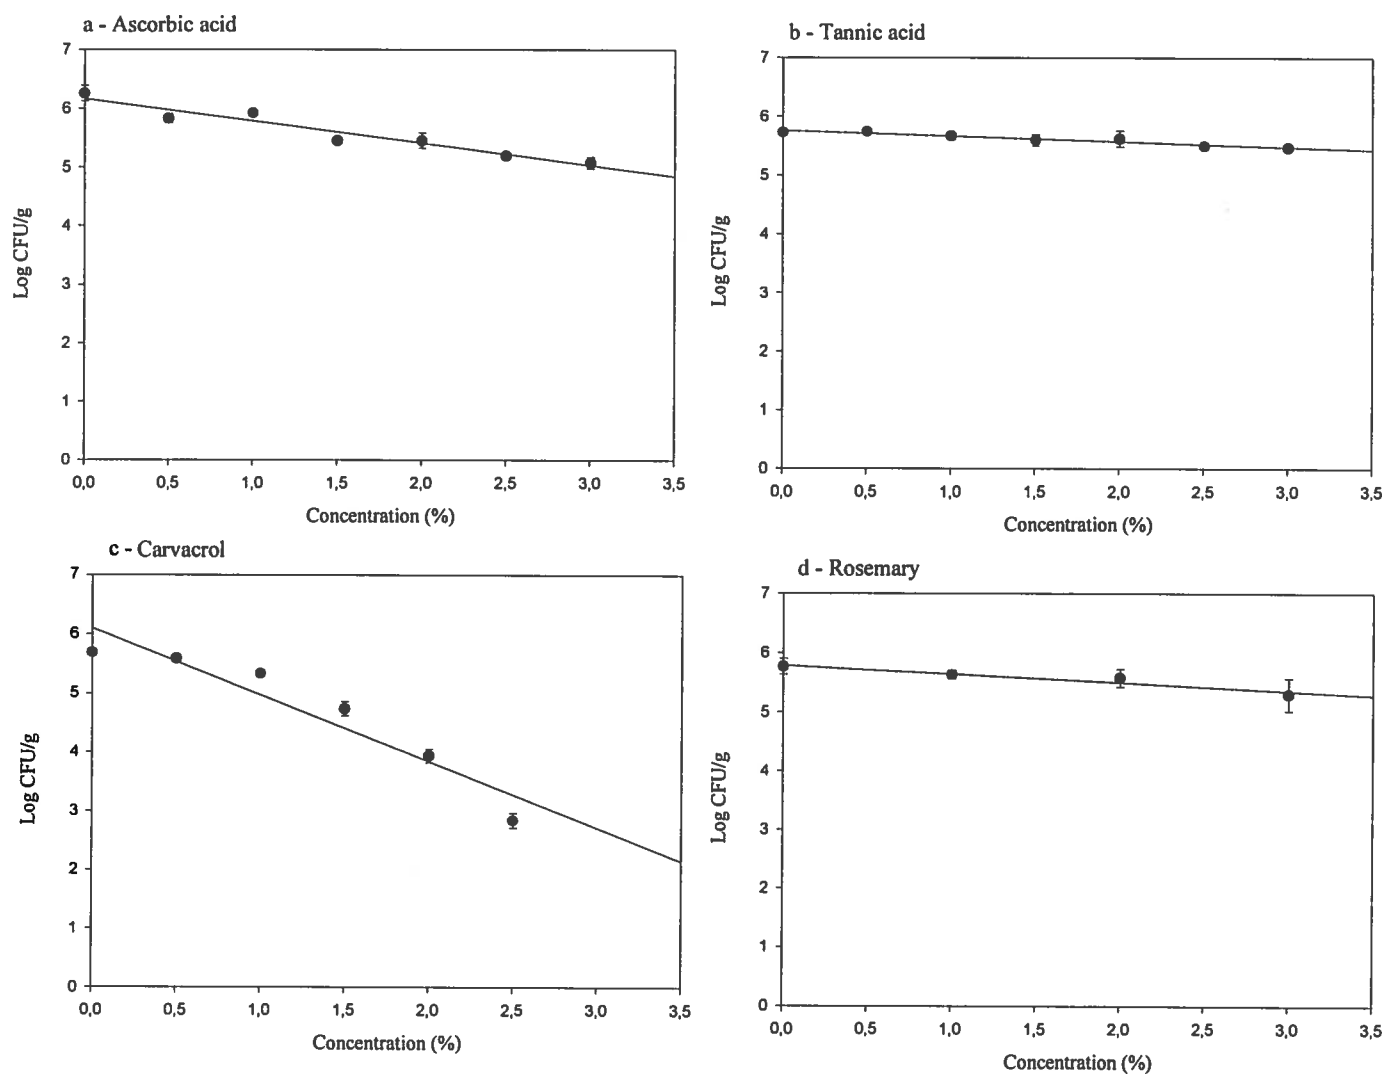 a - Ascorbic acid
7
6
5
4
3
2
1
0
Log CFU/g
0,0 0,5 1,0 1,5 2,0 2,5 3,0 3,5
Concentration (%)
b - Tannic acid
7
6
5
4
3
2
1
0
Log CFU/g
0,0 0,5 1,0 1,5 2,0 2,5 3,0 3,5
Concentration (%)
c - Carvacrol
7
6
5
4
3
2
1
0
Log CFU/g
0,0 0,5 1,0 1,5 2,0 2,5 3,0 3,5
Concentration (%)
d - Rosemary
7
6
5
4
3
2
1
0
Log CFU/g
0,0 0,5 1,0 1,5 2,0 2,5 3,0 3,5
Concentration (%)